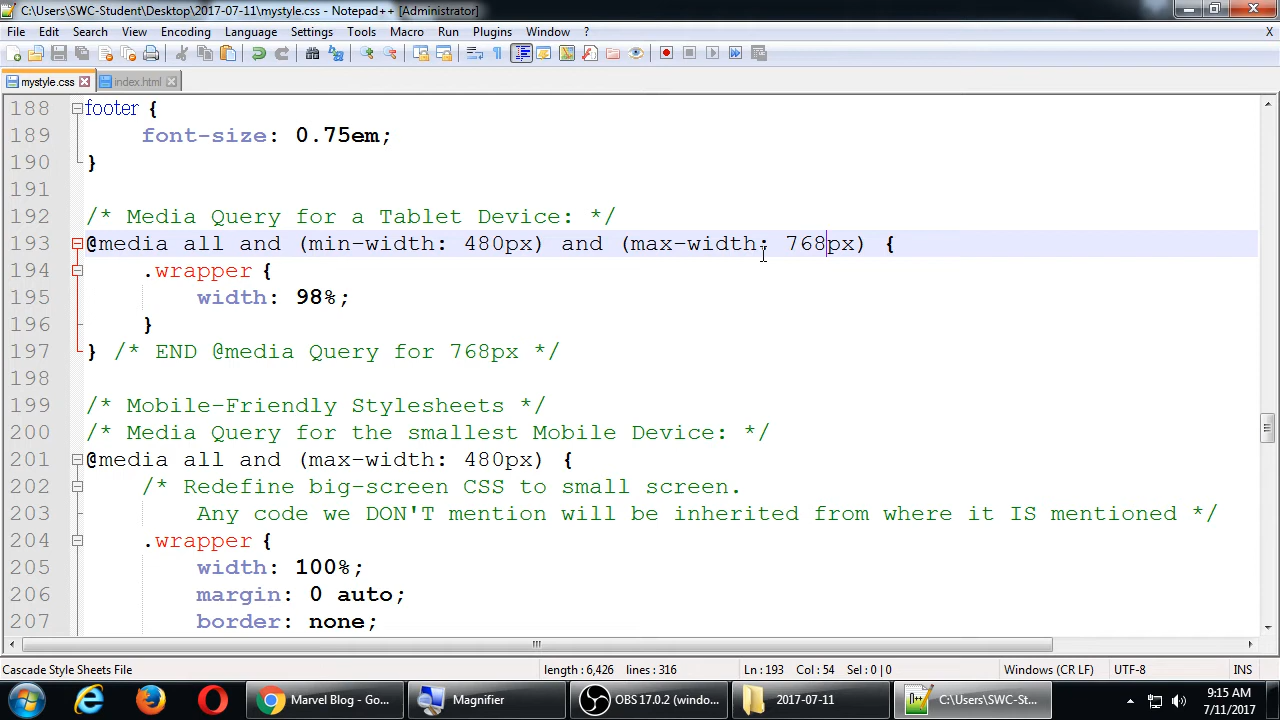 C:\Users\SWC-Student\Desktop\2017-07-11\mystyle.css - Notepad++ [Administrator]
File Edit Search View Encoding Language Settings Tools Macro Run Plugins Window ? X
mystyle.css index.html
188 footer {
189 font-size: 0.75em;
190 }
191
192 /* Media Query for a Tablet Device: */
193 @media all and (min-width: 480px) and (max-width: 768px) {
194 .wrapper {
195 width: 98%;
196 }
197 } /* END @media Query for 768px */
198
199 /* Mobile-Friendly Stylesheets */
200 /* Media Query for the smallest Mobile Device: */
201 @media all and (max-width: 480px) {
202 /* Redefine big-screen CSS to small screen.
203 Any code we DON'T mention will be inherited from where it IS mentioned */
204 .wrapper {
205 width: 100%;
206 margin: 0 auto;
207 border: none;
Cascade Style Sheets File length : 6,426 lines : 316 Ln : 193 Col : 54 Sel : 0 | 0 Windows (CR LF) UTF-8 INS
Marvel Blog - Go... Magnifier OBS 17.0.2 (windo... 2017-07-11 C:\Users\SWC-St... 9:15 AM
7/11/2017